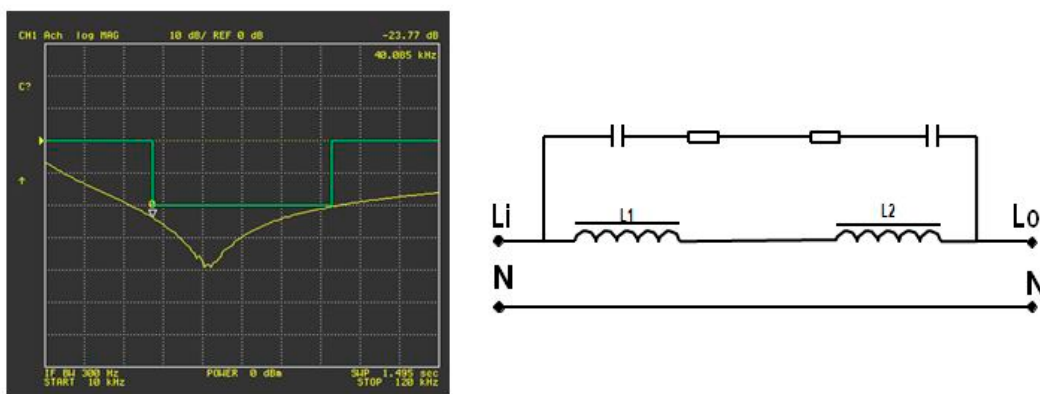 CH1 Ach log MAG 10 dB/ REF 0 dB -23.77 dB
40.085 kHz
C?
IF BW 300 Hz POWER 0 dBm SWP 1.495 sec
START 10 kHz STOP 120 kHz
L1
L2
Li
Lo
N
N